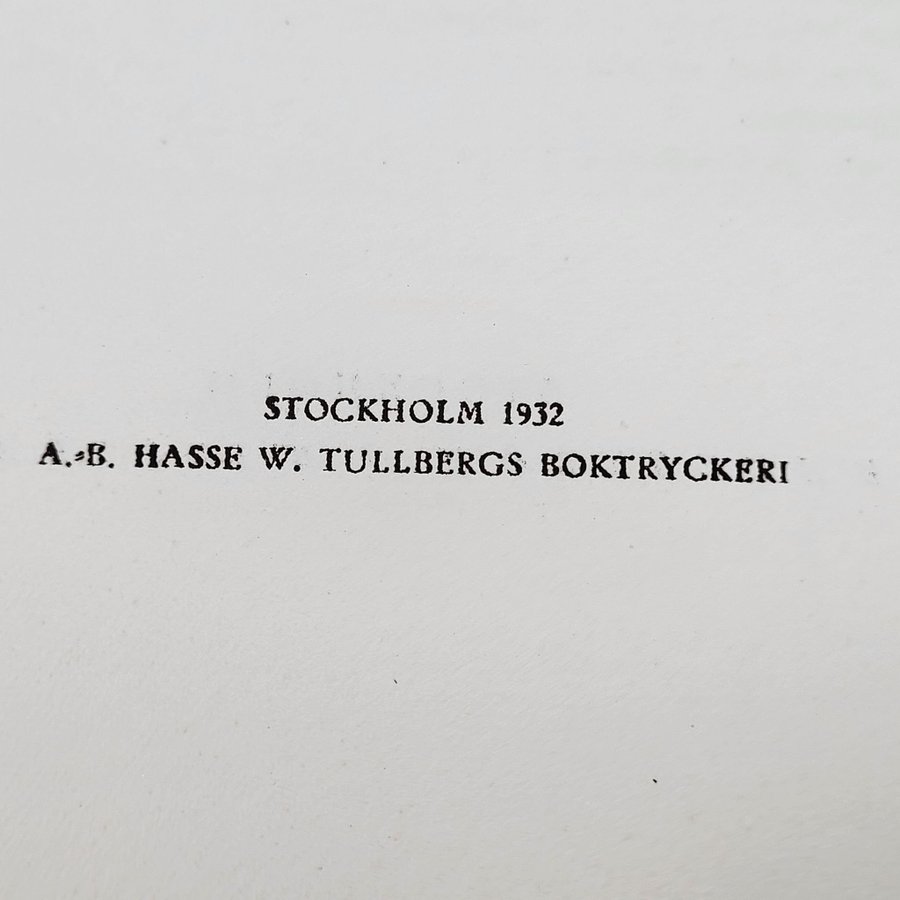 STOCKHOLM 1932
A.-B. HASSE W. TULLBERGS BOKTRYCKERI